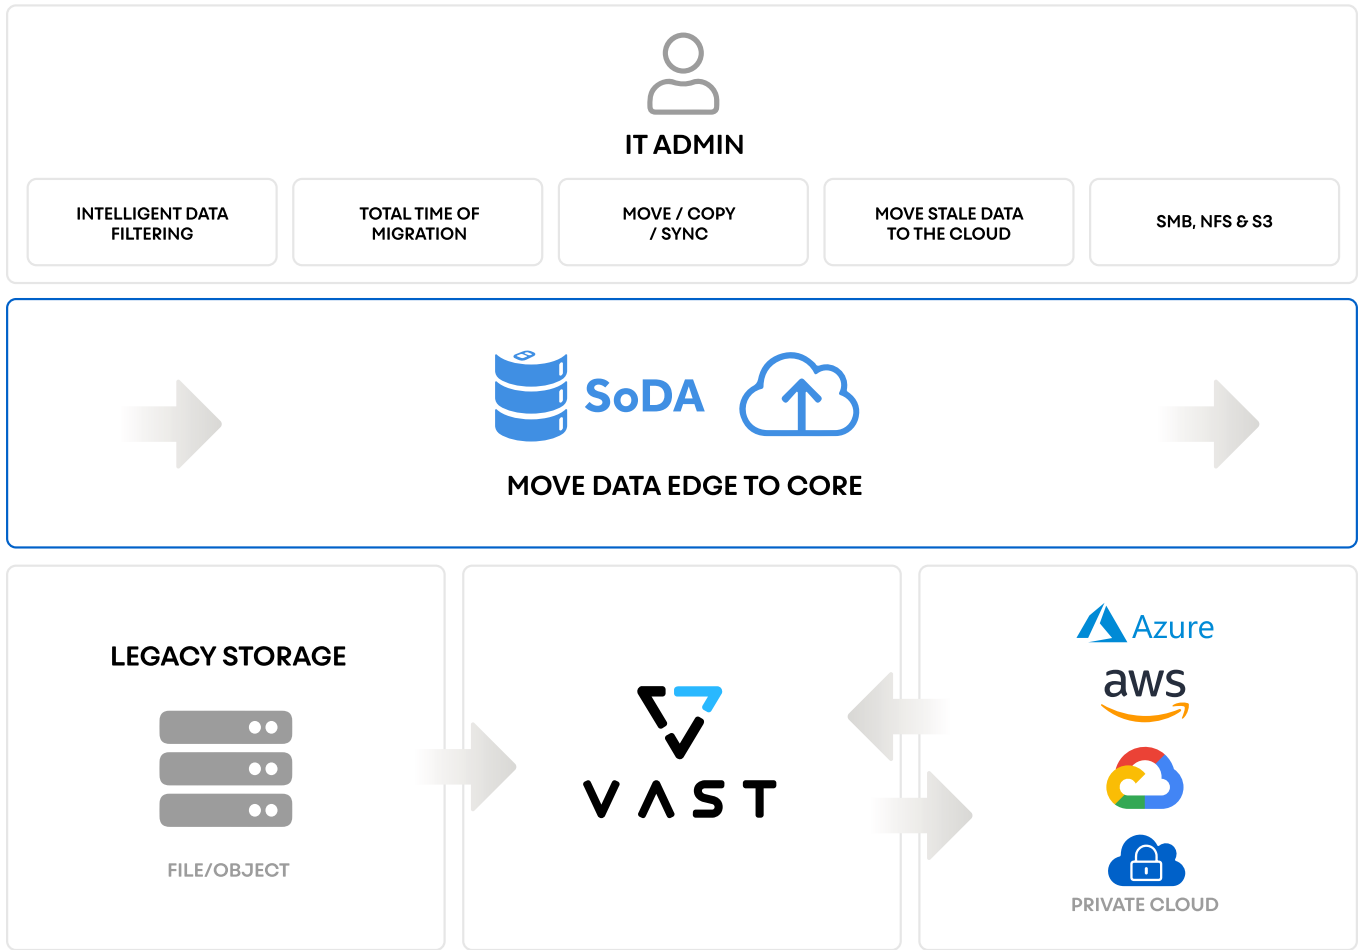 IT ADMIN
INTELLIGENT DATA
FILTERING
TOTAL TIME OF
MIGRATION
MOVE / COPY
/ SYNC
MOVE STALE DATA
TO THE CLOUD
SMB, NFS & S3
SoDA
MOVE DATA EDGE TO CORE
LEGACY STORAGE
FILE/OBJECT
VAST
Azure
aws
PRIVATE CLOUD